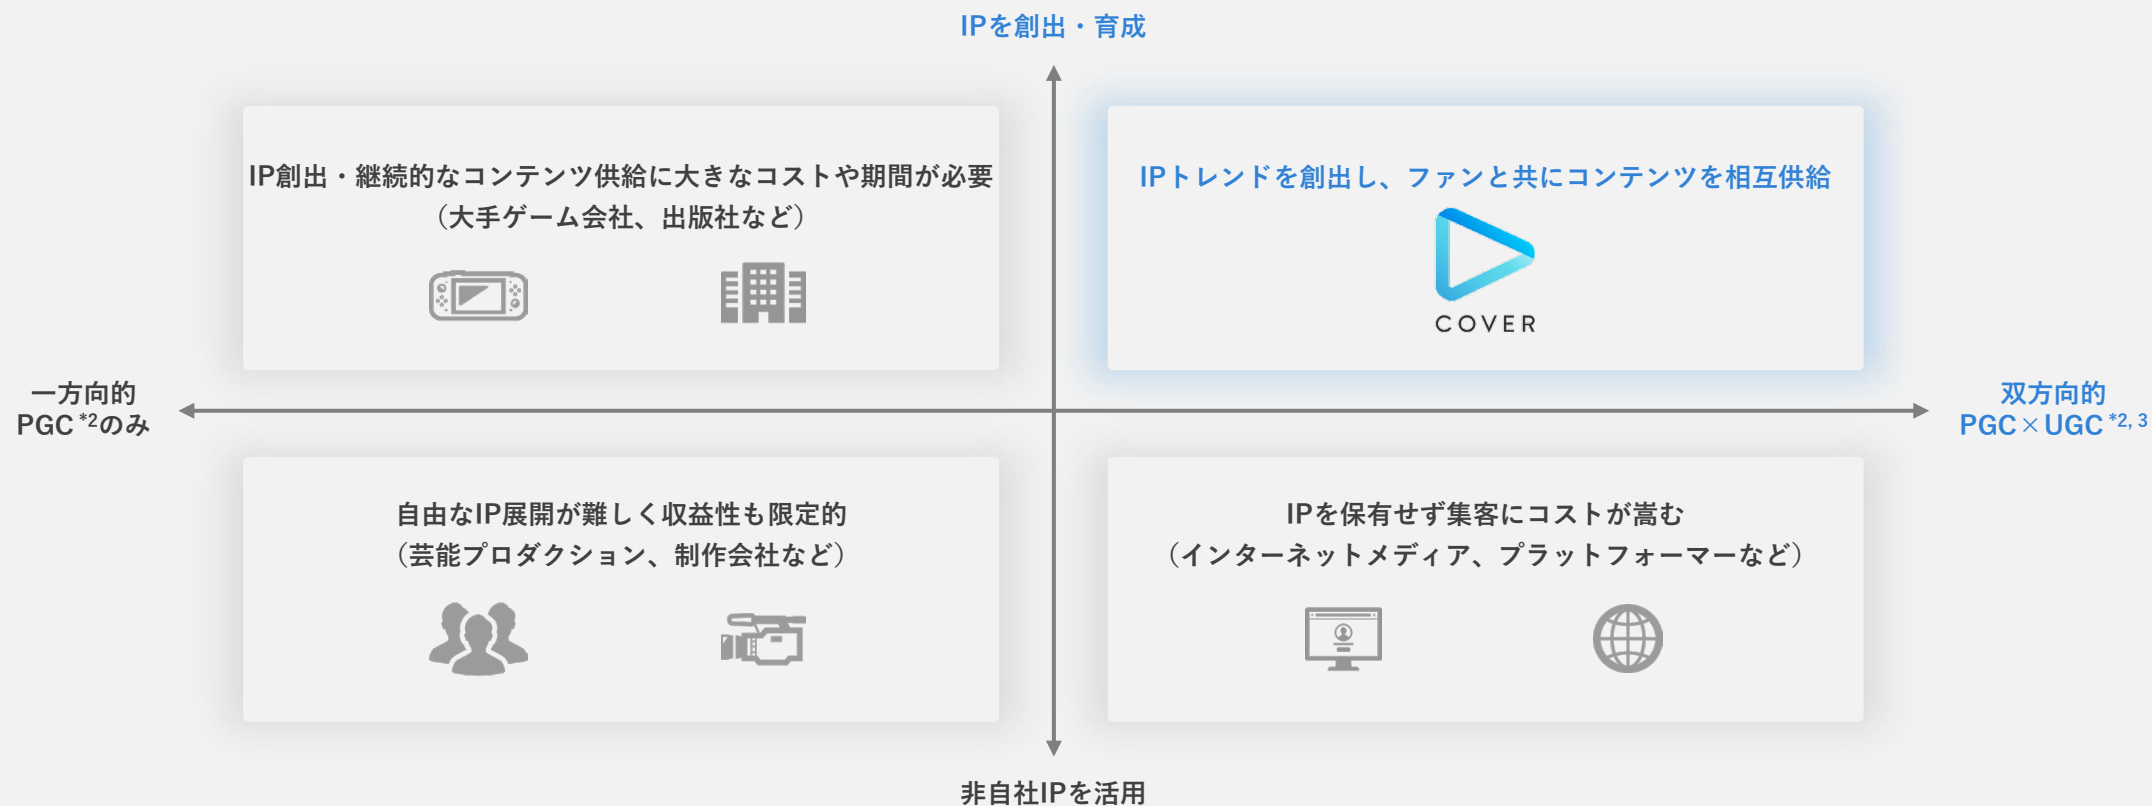 IPを創出・育成
IP創出・継続的なコンテンツ供給に大きなコストや期間が必要
（大手ゲーム会社、出版社など）
IPトレンドを創出し、ファンと共にコンテンツを相互供給
COVER
一方向的
PGC *2のみ
双方向的
PGC×UGC *2, 3
自由なIP展開が難しく収益性も限定的
（芸能プロダクション、制作会社など）
IPを保有せず集客にコストが嵩む
（インターネットメディア、プラットフォーマーなど）
非自社IPを活用